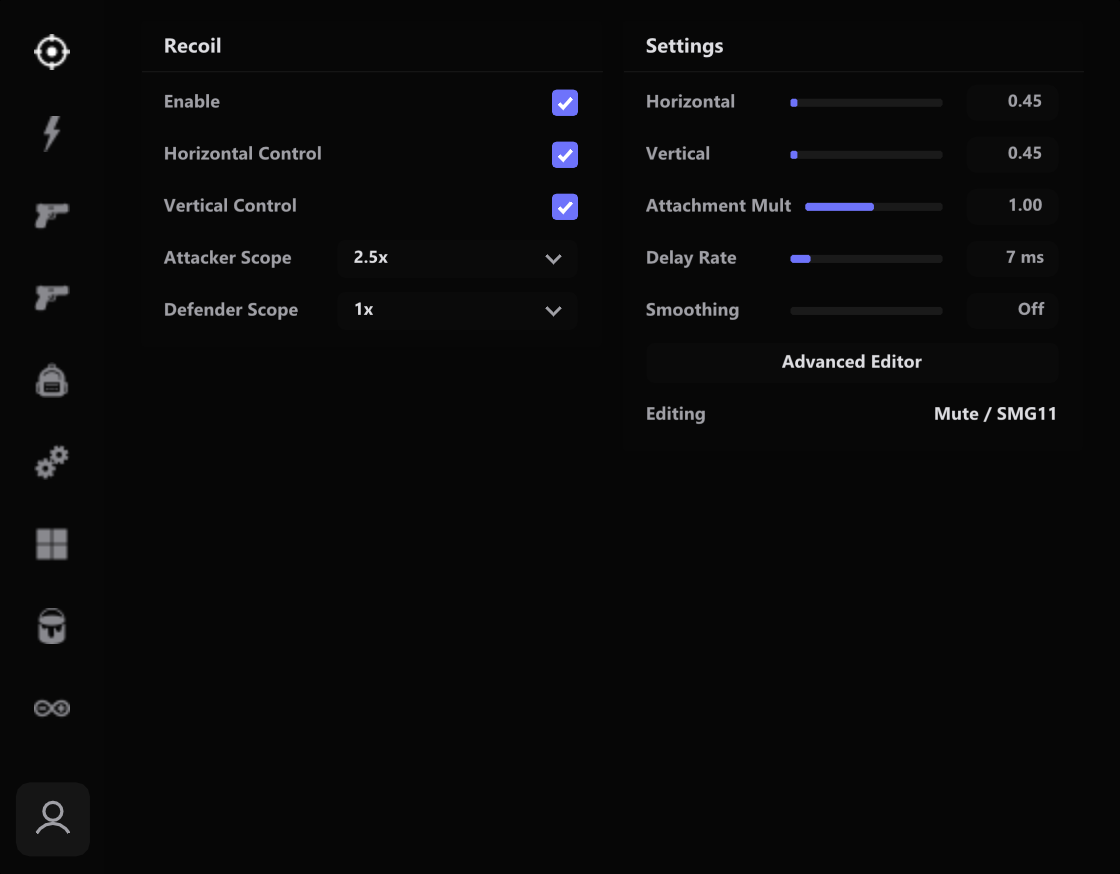 Recoil
Enable
Horizontal Control
Vertical Control
Attacker Scope 2.5x
Defender Scope 1x
Settings
Horizontal 0.45
Vertical 0.45
Attachment Mult 1.00
Delay Rate 7 ms
Smoothing Off
Advanced Editor
Editing Mute / SMG11